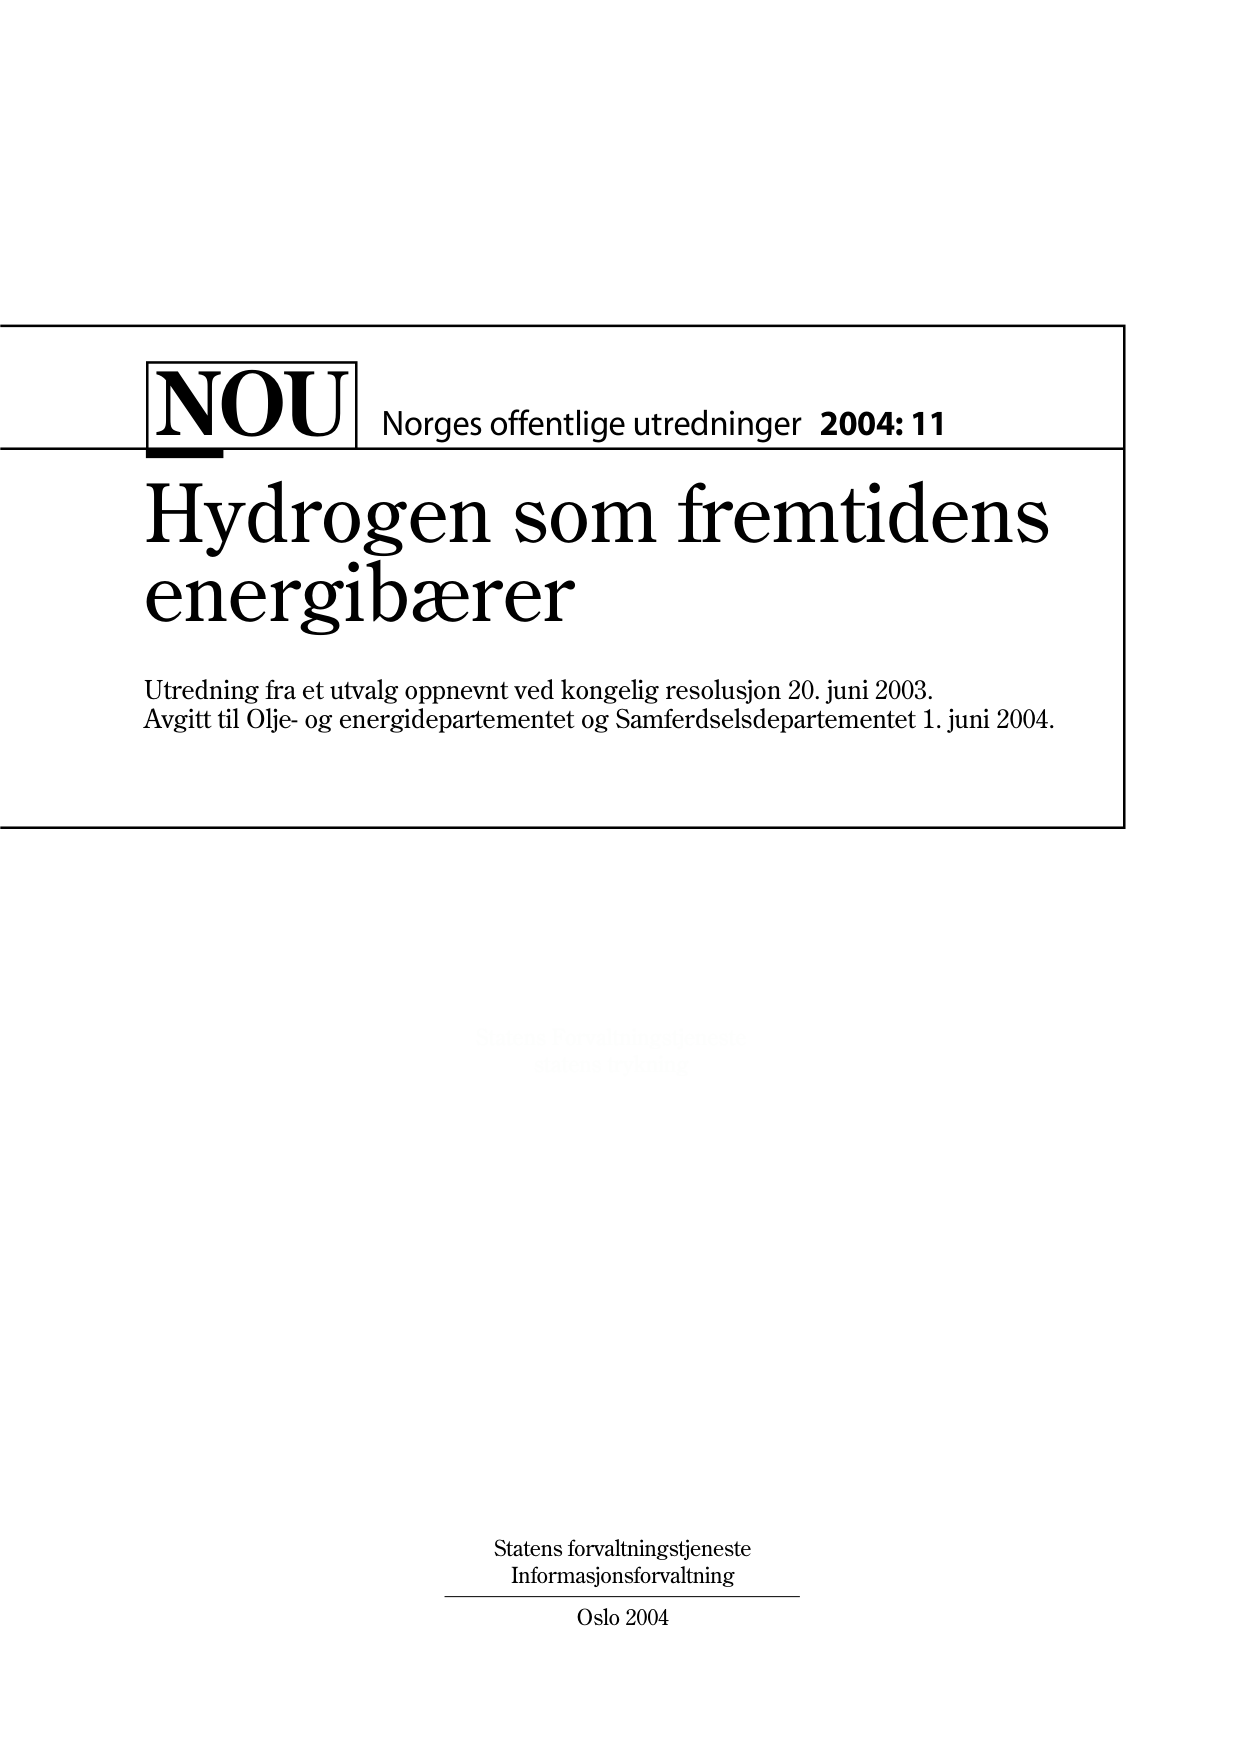 NOU
Norges offentlige utredninger 2004: 11
Hydrogen som fremtidens
energibærer
Utredning fra et utvalg oppnevnt ved kongelig resolusjon 20. juni 2003.
Avgitt til Olje- og energidepartementet og Samferdselsdepartementet 1. juni 2004.
Statens forvaltningstjeneste
Informasjonsforvaltning
Oslo 2004